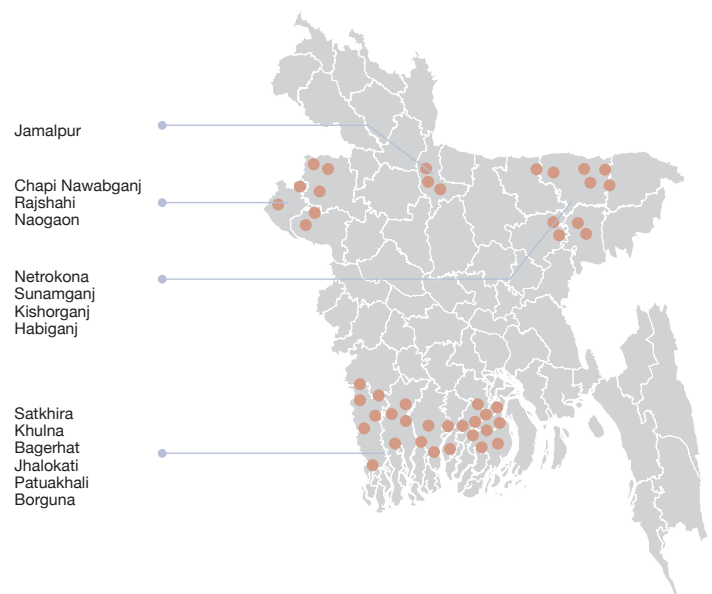 Jamalpur
Chapi Nawabganj
Rajshahi
Naogaon
Netrokona
Sunamganj
Kishorganj
Habiganj
Satkhira
Khulna
Bagerhat
Jhalokati
Patuakhali
Borguna